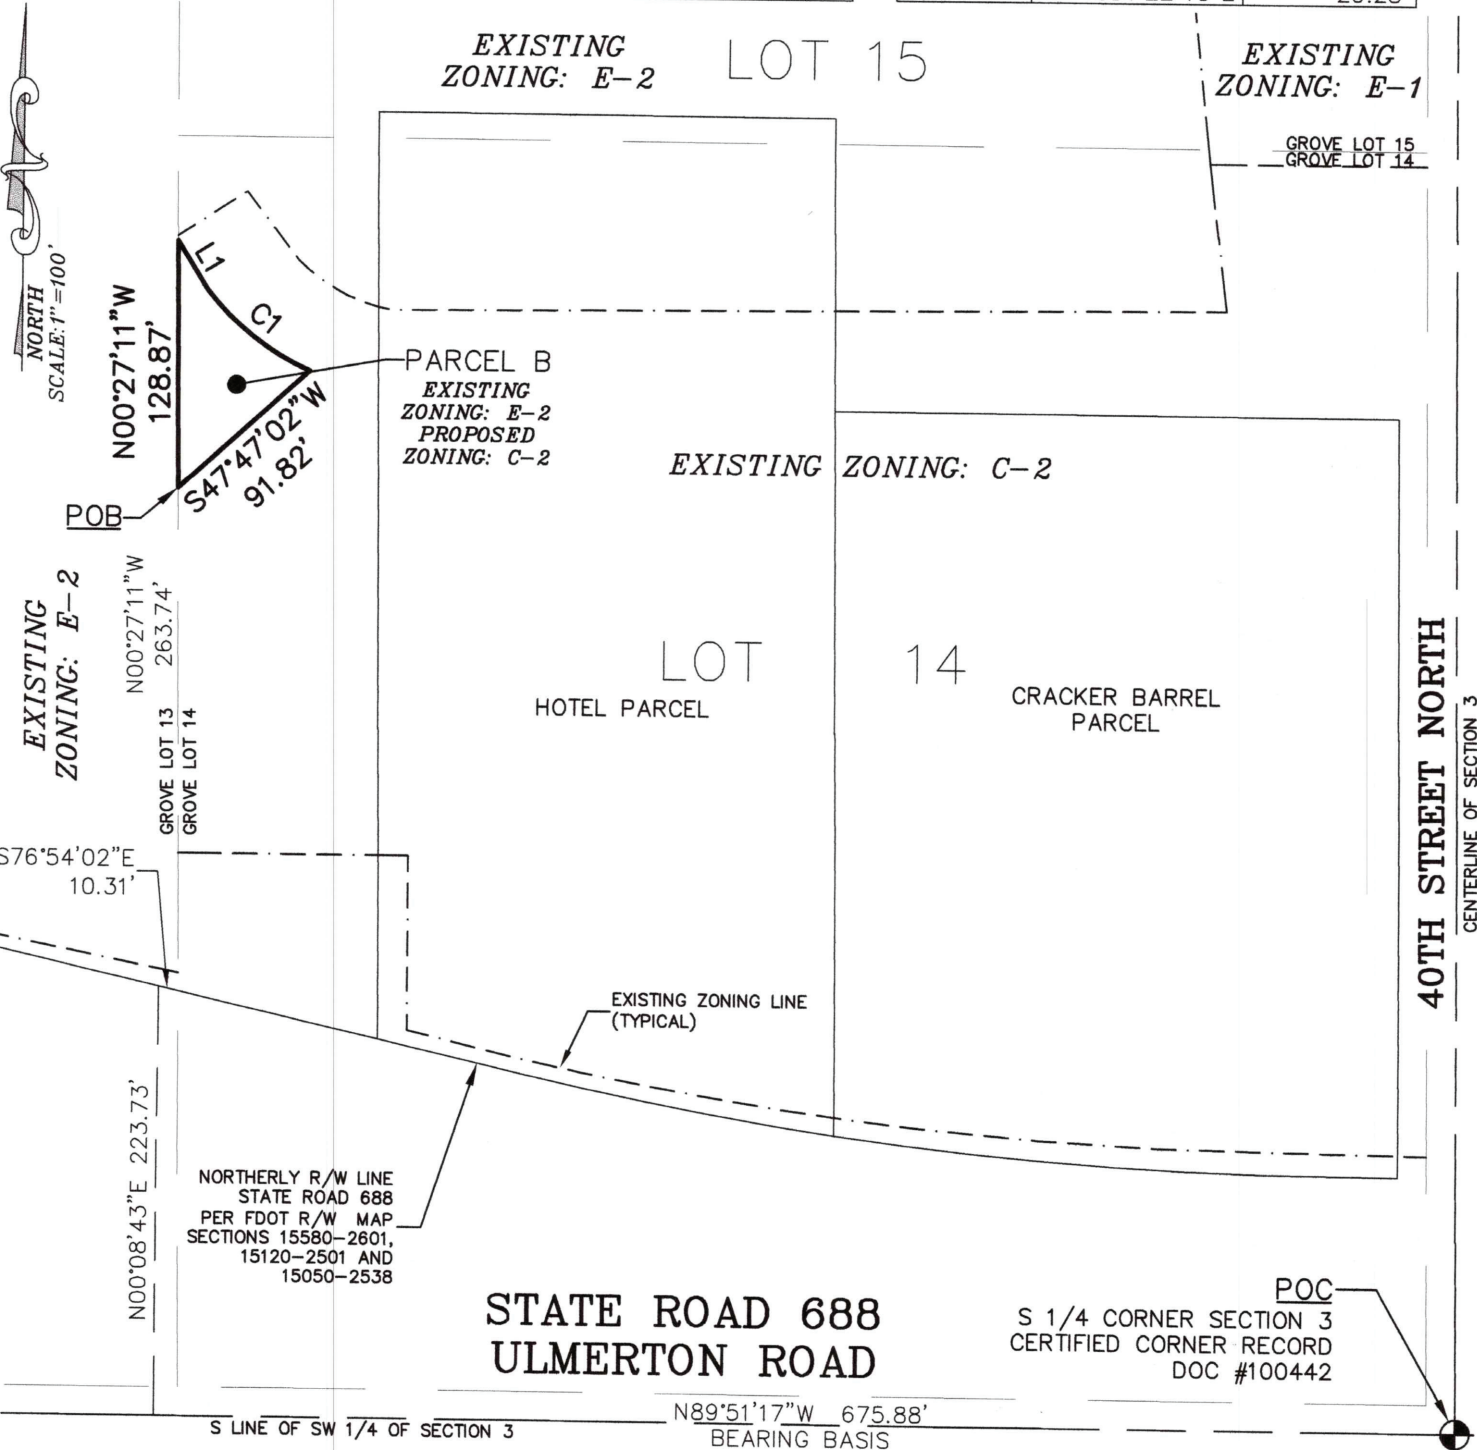 EXISTING
ZONING: E-2
LOT 15
EXISTING
ZONING: E-1
GROVE LOT 15
GROVE LOT 14
NORTH
SCALE:1"=100'
L1
C1
N00°27'11"W
128.87'
S47°47'02"W
91.82'
PARCEL B
EXISTING
ZONING: E-2
PROPOSED
ZONING: C-2
EXISTING ZONING: C-2
POB
EXISTING
ZONING: E-2
N00°27'11"W
263.74'
GROVE LOT 13
GROVE LOT 14
LOT 14
HOTEL PARCEL
CRACKER BARREL
PARCEL
40TH STREET NORTH
CENTERLINE OF SECTION 3
S76°54'02"E
10.31'
EXISTING ZONING LINE
(TYPICAL)
N00°08'43"E 223.73'
NORTHERLY R/W LINE
STATE ROAD 688
PER FDOT R/W MAP
SECTIONS 15580-2601,
15120-2501 AND
15050-2538
STATE ROAD 688
ULMERTON ROAD
POC
S 1/4 CORNER SECTION 3
CERTIFIED CORNER RECORD
DOC #100442
S LINE OF SW 1/4 OF SECTION 3
N89°51'17"W 675.88'
BEARING BASIS